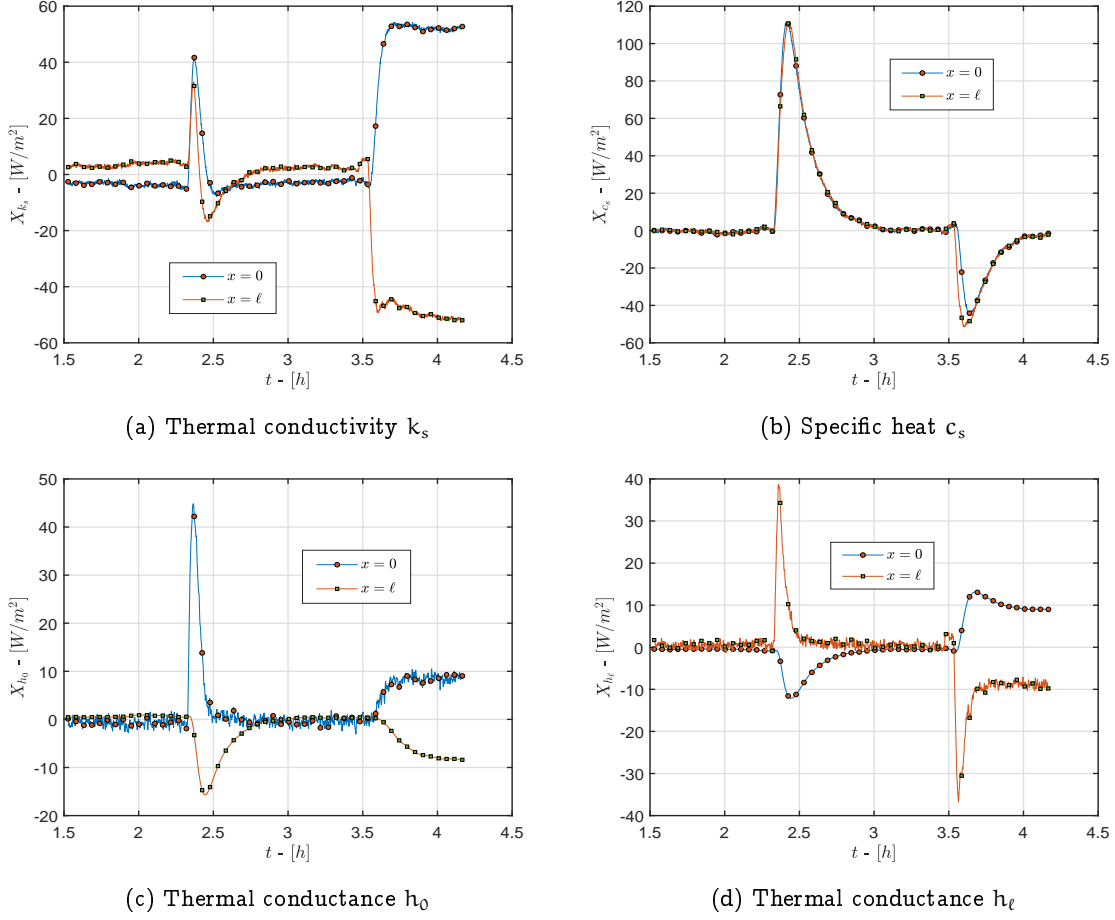 60
40
20
0
-20
-40
-60
1.5 2 2.5 3 3.5 4 4.5
X_{k_s} - [W/m²]
t - [h]
x = 0
x = ℓ
(a) Thermal conductivity k_s
120
100
80
60
40
20
0
-20
-40
-60
1.5 2 2.5 3 3.5 4 4.5
X_{c_s} - [W/m²]
t - [h]
x = 0
x = ℓ
(b) Specific heat c_s
50
40
30
20
10
0
-10
-20
1.5 2 2.5 3 3.5 4 4.5
X_{h_0} - [W/m²]
t - [h]
x = 0
x = ℓ
(c) Thermal conductance h_0
40
30
20
10
0
-10
-20
-30
-40
1.5 2 2.5 3 3.5 4 4.5
X_{h_ℓ} - [W/m²]
t - [h]
x = 0
x = ℓ
(d) Thermal conductance h_ℓ